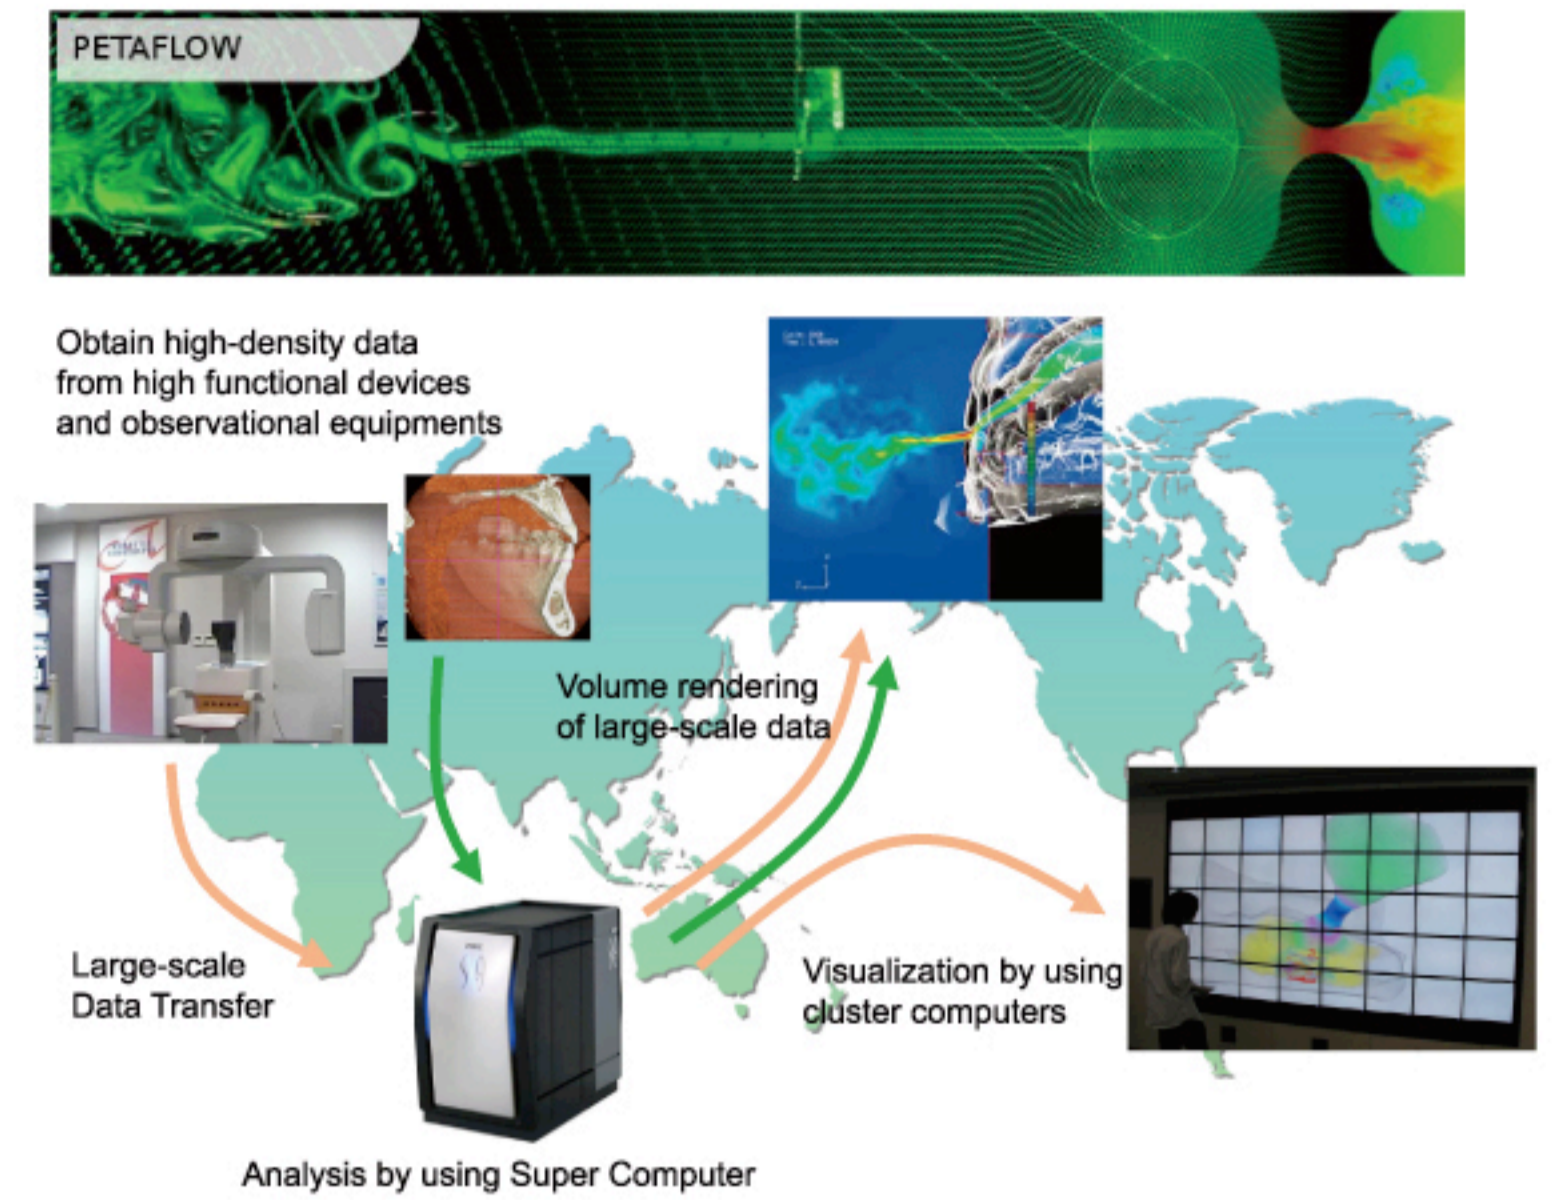 PETAFLOW
Obtain high-density data
from high functional devices
and observational equipments
Volume rendering
of large-scale data
Large-scale
Data Transfer
Visualization by using
cluster computers
Analysis by using Super Computer